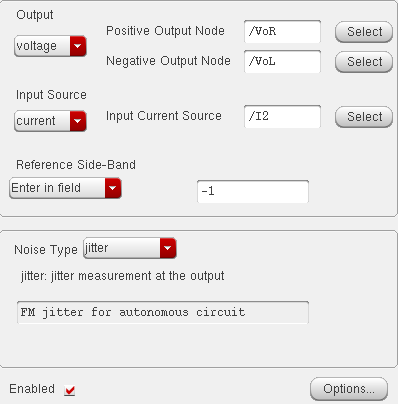 Output
voltage
Positive Output Node /VoR Select
Negative Output Node /VoL Select
Input Source
current
Input Current Source /I2 Select
Reference Side-Band
Enter in field -1
Noise Type jitter
jitter: jitter measurement at the output
FM jitter for autonomous circuit
Enabled Options...